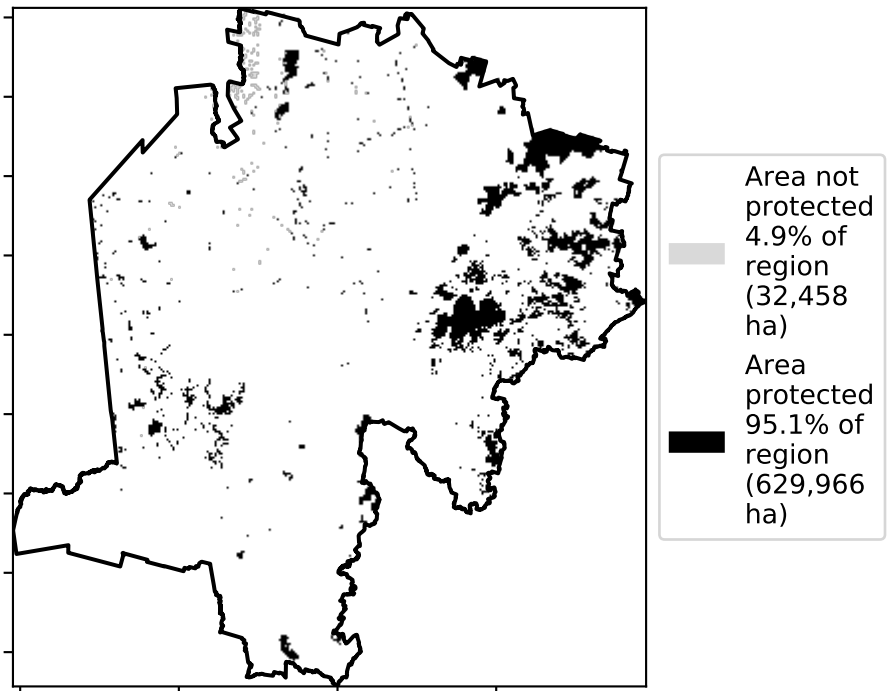 Area not
protected
4.9% of
region
(32,458
ha)
Area
protected
95.1% of
region
(629,966
ha)